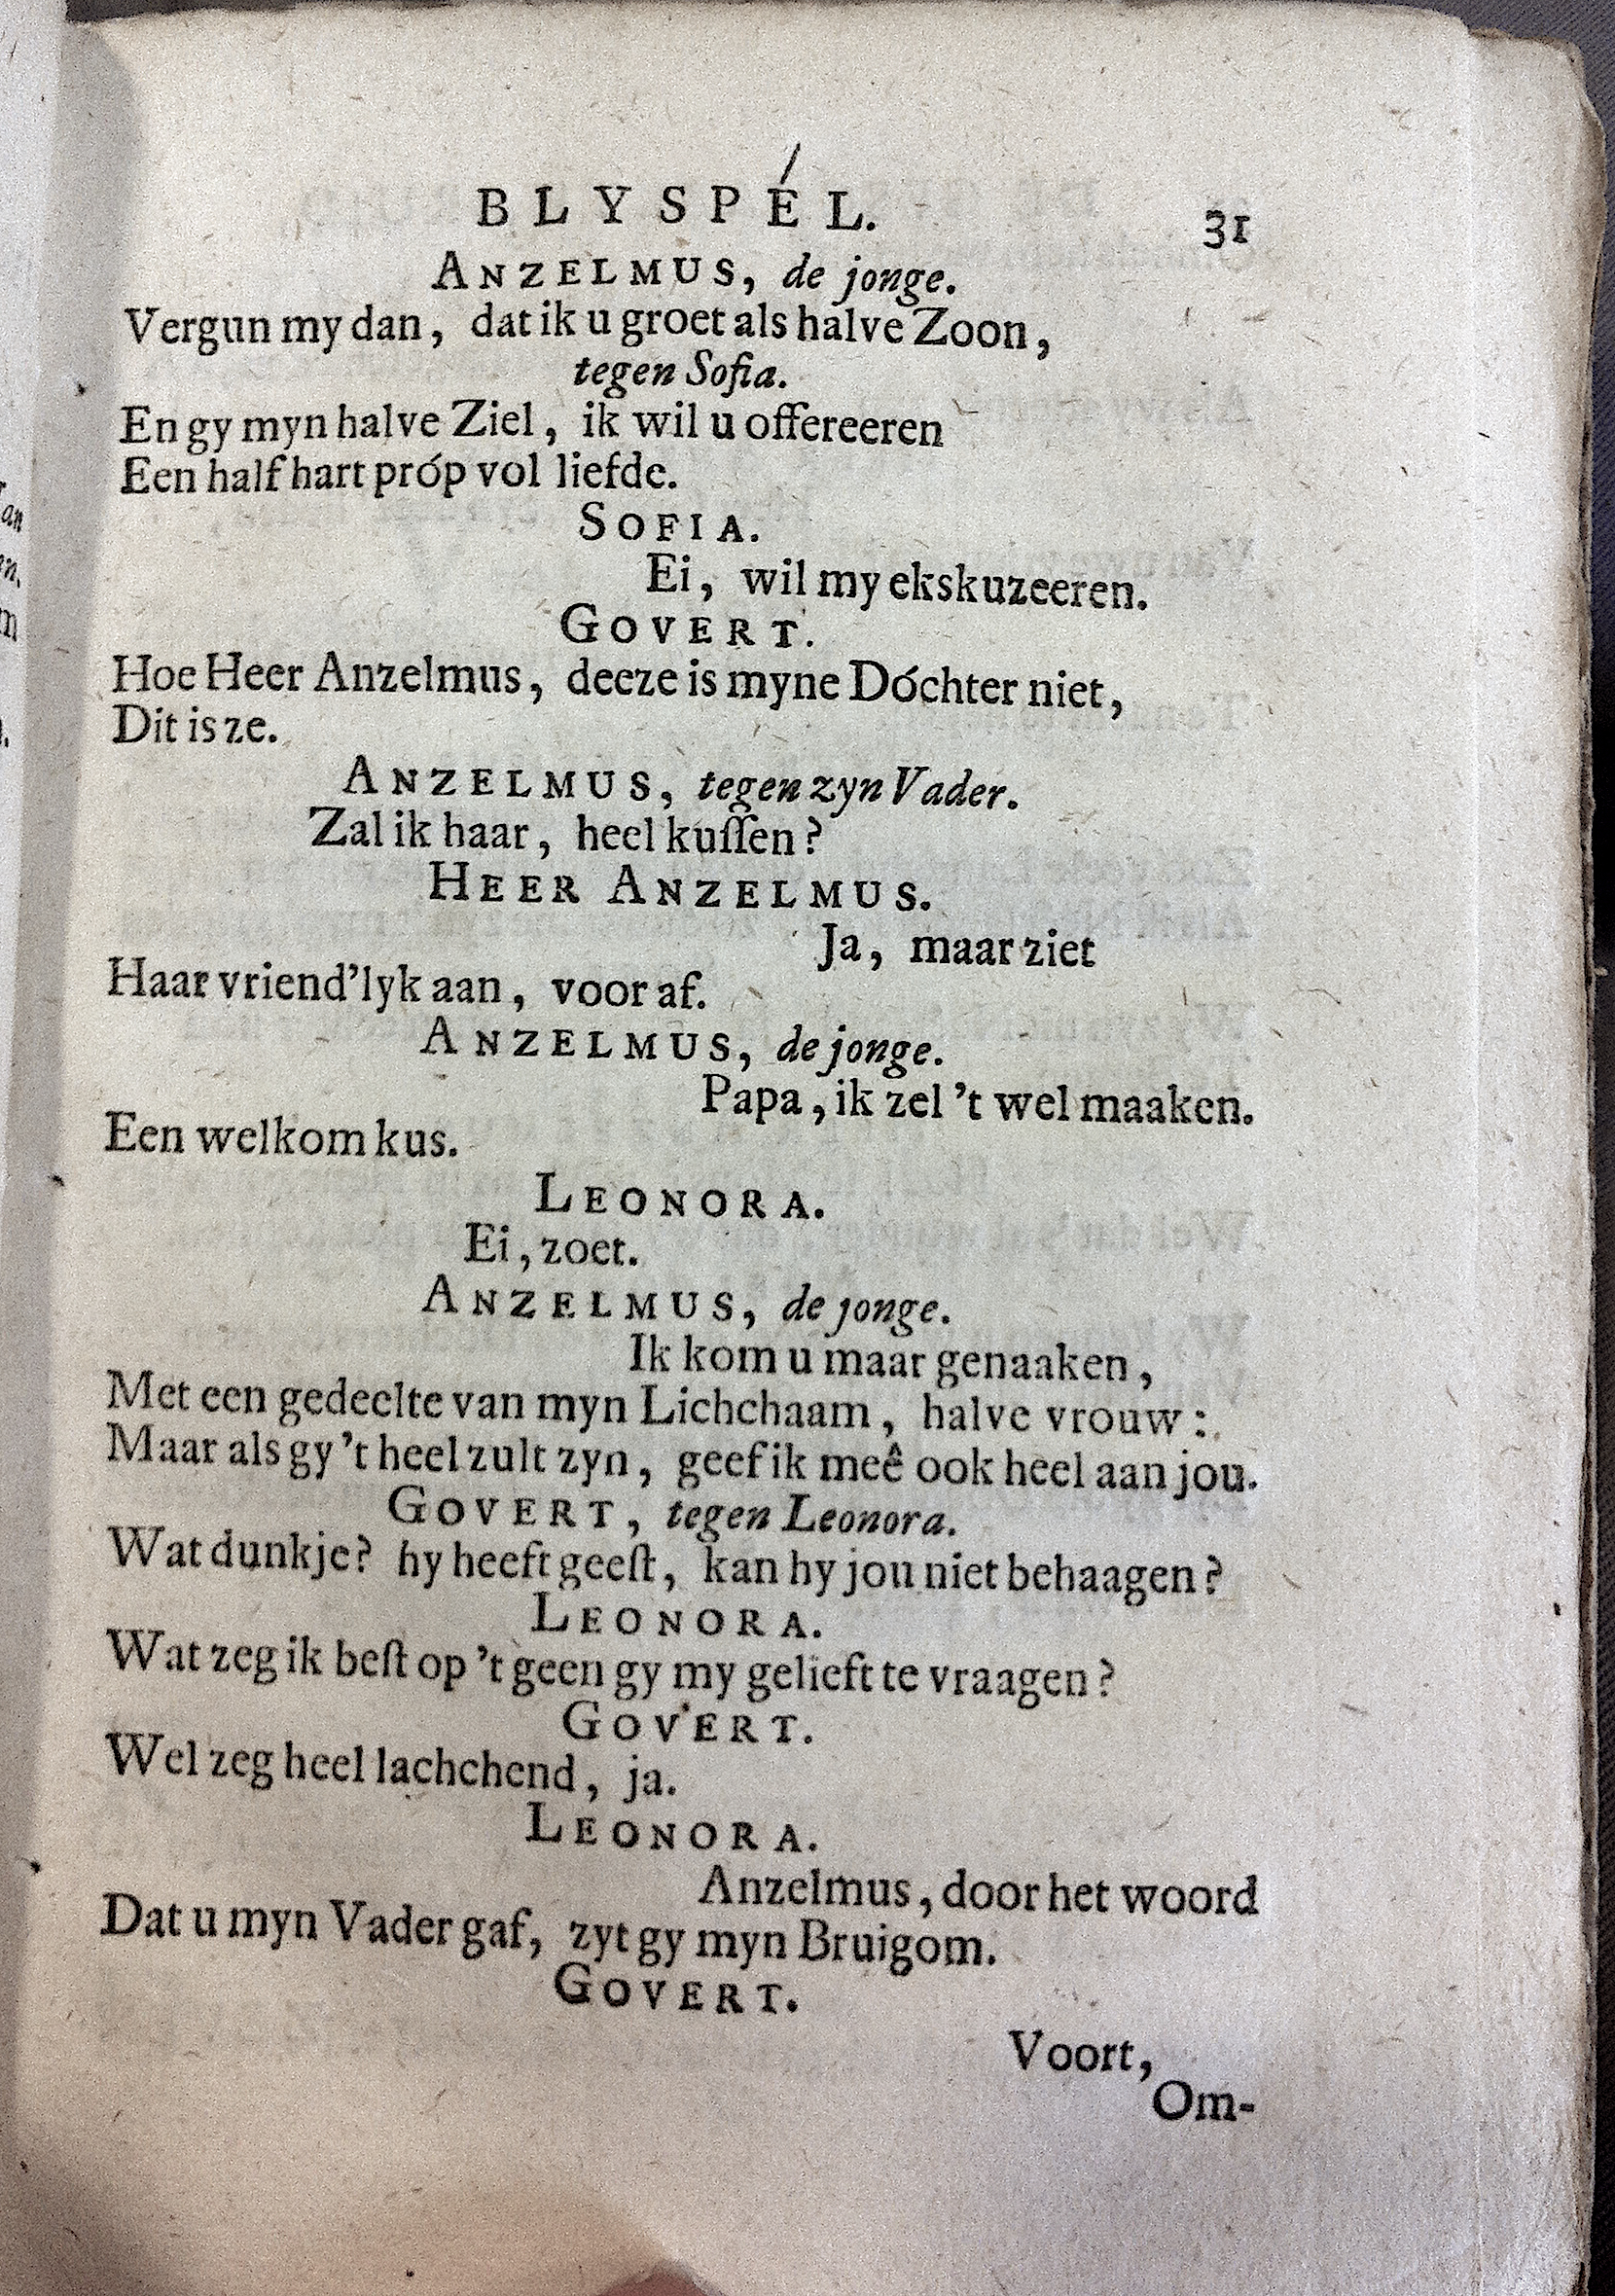 BLYSPÉL. 31
ANZELMUS, de jonge.
Vergun my dan, dat ik u groet als halve Zoon,
tegen Sofia.
En gy myn halve Ziel, ik wil u offereeren
Een half hart próp vol liefde.
SOFIA.
Ei, wil my ekskuzeeren.
GOVERT.
Hoe Heer Anzelmus, deeze is myne Dóchter niet,
Dit is ze.
ANZELMUS, tegen zyn Vader.
Zal ik haar, heel kuſſen?
HEER ANZELMUS.
Ja, maar ziet
Haar vriend'lyk aan, voor af.
ANZELMUS, de jonge.
Papa, ik zel 't wel maaken.
Een welkom kus.
LEONORA.
Ei, zoet.
ANZELMUS, de jonge.
Ik kom u maar genaaken,
Met een gedeelte van myn Lichchaam, halve vrouw:
Maar als gy 't heel zult zyn, geef ik meê ook heel aan jou.
GOVERT, tegen Leonora.
Wat dunkje? hy heeft geeſt, kan hy jou niet behaagen?
LEONORA.
Wat zeg ik beſt op 't geen gy my gelieft te vraagen?
GOVERT.
Wel zeg heel lachchend, ja.
LEONORA.
Anzelmus, door het woord
Dat u myn Vader gaf, zyt gy myn Bruigom.
GOVERT.
Voort,
Om-